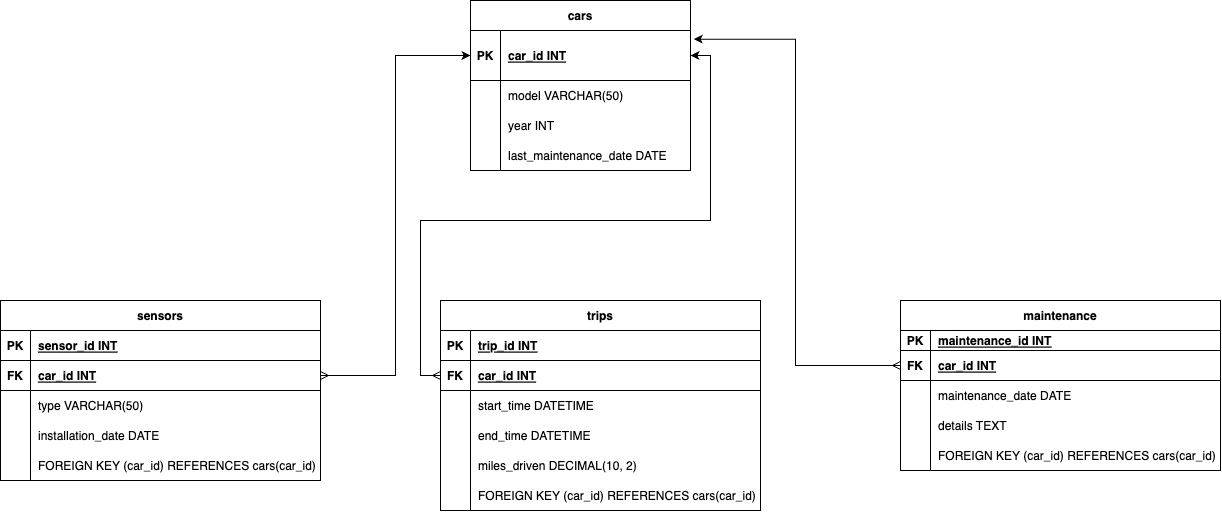 cars
PK car_id INT
model VARCHAR(50)
year INT
last_maintenance_date DATE
sensors
PK sensor_id INT
FK car_id INT
type VARCHAR(50)
installation_date DATE
FOREIGN KEY (car_id) REFERENCES cars(car_id)
trips
PK trip_id INT
FK car_id INT
start_time DATETIME
end_time DATETIME
miles_driven DECIMAL(10, 2)
FOREIGN KEY (car_id) REFERENCES cars(car_id)
maintenance
PK maintenance_id INT
FK car_id INT
maintenance_date DATE
details TEXT
FOREIGN KEY (car_id) REFERENCES cars(car_id)